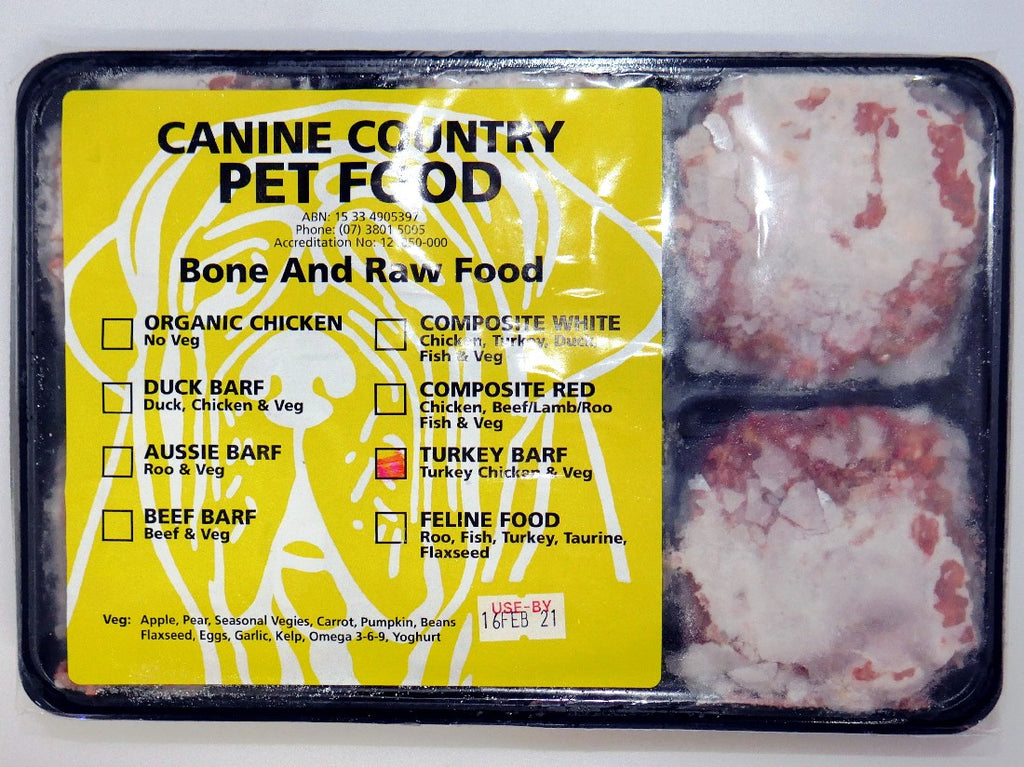 CANINE COUNTRY
PET FOOD
ABN: 15 33 4905397
Phone: (07) 3801 5005
Accreditation No:
Bone And Raw Food
ORGANIC CHICKEN
No Veg
DUCK BARF
Duck, Chicken & Veg
AUSSIE BARF
Roo & Veg
BEEF BARF
Beef & Veg
COMPOSITE WHITE
Chicken, Turkey, Duck,
Fish & Veg
COMPOSITE RED
Chicken, Beef/Lamb/Roo
Fish & Veg
TURKEY BARF
Turkey Chicken & Veg
FELINE FOOD
Roo, Fish, Turkey, Taurine,
Flaxseed
Veg: Apple, Pear, Seasonal Vegies, Carrot, Pumpkin, Beans
Flaxseed, Eggs, Garlic, Kelp, Omega 3-6-9, Yoghurt
USE-BY
16FEB 21